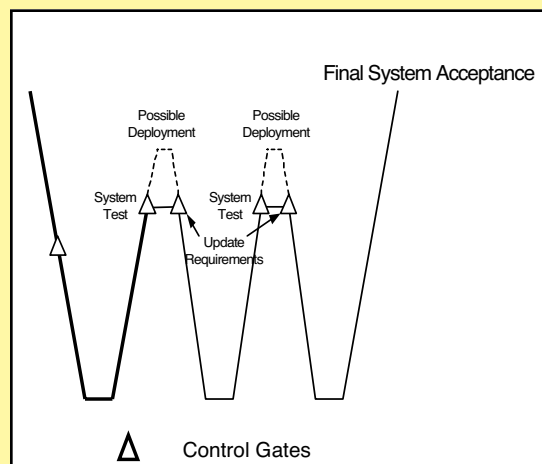 Final System Acceptance
Possible
Deployment
Possible
Deployment
System
Test
System
Test
Update
Requirements
Control Gates